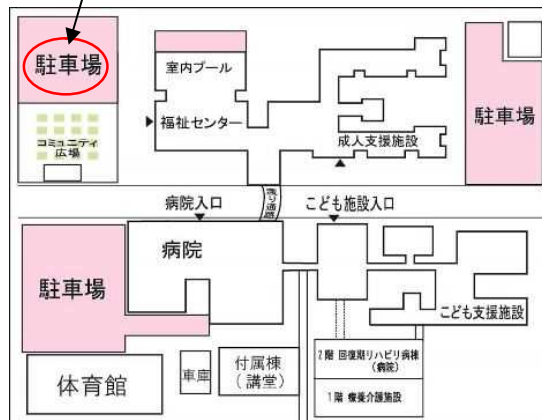 駐車場
室内プール
福祉センター
成人支援施設
駐車場
コミュニティ
広場
渡り通路
病院入口
こども施設入口
病院
駐車場
こども支援施設
体育館
車庫
付属棟
(講堂)
2階 回復期リハビリ病棟
(病院)
1階 療養介護施設